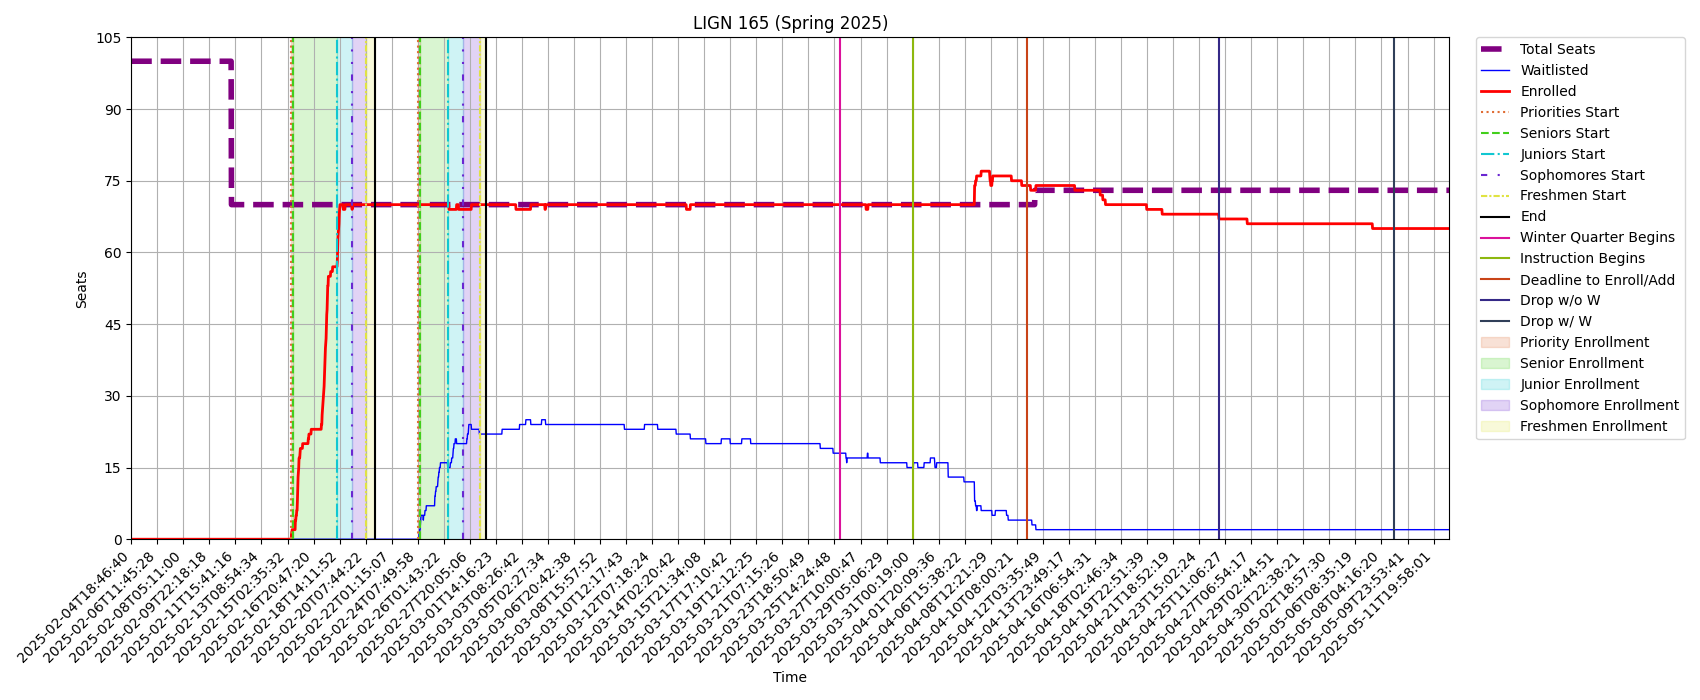 LIGN 165 (Spring 2025)
Seats
105
90
75
60
45
30
15
0
2025-02-04T18:46:40
2025-02-06T11:45:28
2025-02-08T05:11:00
2025-02-09T22:18:18
2025-02-11T15:41:16
2025-02-13T08:54:34
2025-02-15T02:35:32
2025-02-16T20:47:20
2025-02-18T14:11:52
2025-02-20T07:44:22
2025-02-22T01:15:07
2025-02-24T07:49:58
2025-02-26T01:43:22
2025-02-27T20:05:06
2025-03-01T14:16:23
2025-03-03T08:26:42
2025-03-05T02:27:34
2025-03-06T20:42:38
2025-03-08T15:57:52
2025-03-10T12:17:43
2025-03-12T07:18:24
2025-03-14T02:20:42
2025-03-15T21:34:08
2025-03-17T17:10:42
2025-03-19T12:12:25
2025-03-21T07:15:26
2025-03-23T18:50:49
2025-03-25T14:24:48
2025-03-27T10:00:47
2025-03-29T05:06:29
2025-03-31T00:19:00
2025-04-01T20:09:36
2025-04-06T15:38:22
2025-04-08T12:21:29
2025-04-10T08:00:21
2025-04-12T03:35:49
2025-04-13T23:49:17
2025-04-16T06:54:31
2025-04-18T02:46:34
2025-04-19T22:51:39
2025-04-21T18:52:19
2025-04-23T15:02:24
2025-04-25T11:06:27
2025-04-27T06:54:17
2025-04-29T02:44:51
2025-04-30T22:38:21
2025-05-02T18:57:30
2025-05-06T08:35:19
2025-05-08T04:16:20
2025-05-09T23:53:41
2025-05-11T19:58:01
Time
Total Seats
Waitlisted
Enrolled
Priorities Start
Seniors Start
Juniors Start
Sophomores Start
Freshmen Start
End
Winter Quarter Begins
Instruction Begins
Deadline to Enroll/Add
Drop w/o W
Drop w/ W
Priority Enrollment
Senior Enrollment
Junior Enrollment
Sophomore Enrollment
Freshmen Enrollment